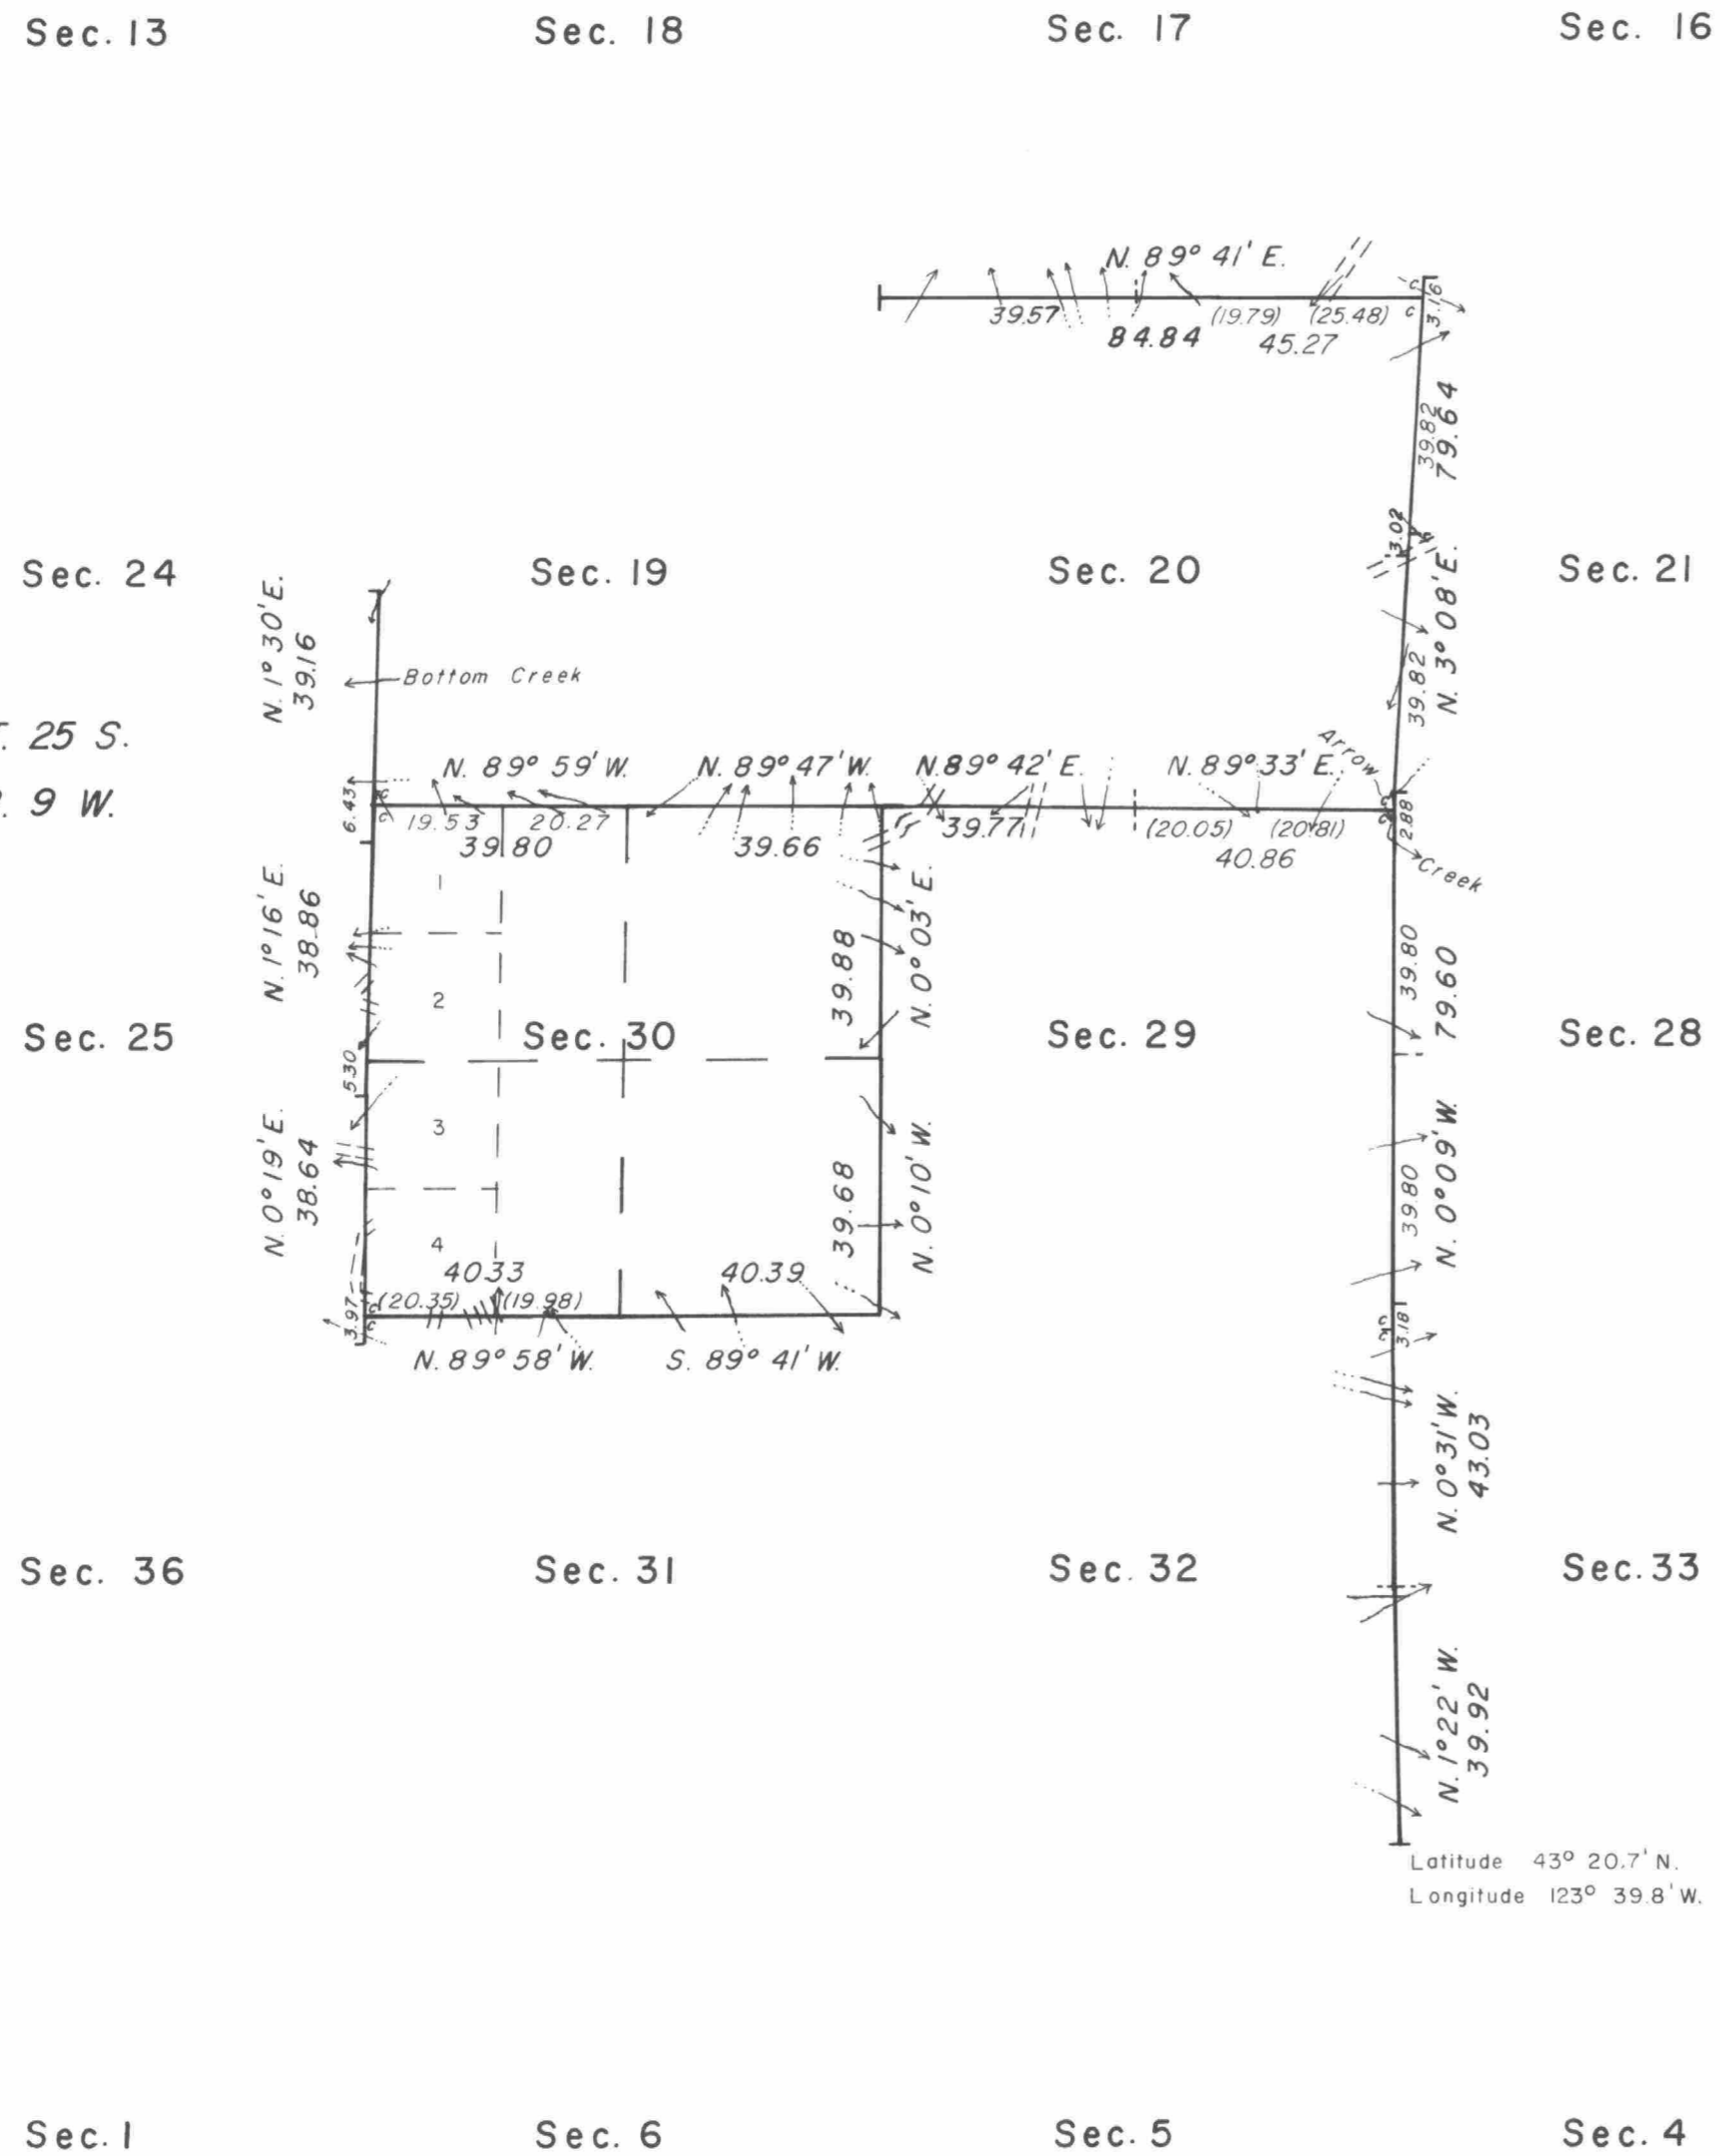 Sec. 13
Sec. 18
Sec. 17
Sec. 16
N. 89° 41' E.
39.57
(19.79)
(25.48)
84.84
45.27
C
C
3.16
39.82
79.64
3.02
N. 3° 08' E.
39.82
Sec. 24
Sec. 19
Sec. 20
Sec. 21
N. 1° 30' E.
39.16
Bottom Creek
T. 25 S.
9 W.
N. 89° 59' W.
N. 89° 47' W.
N. 89° 42' E.
N. 89° 33' E.
Arrow
Creek
6.43
C
C
19.53
20.27
39.80
39.66
39.77
(20.05)
(20.81)
40.86
2.88
N. 1° 16' E.
38.86
1
2
39.88
N. 0° 03' E.
39.80
79.60
Sec. 25
Sec. 30
Sec. 29
Sec. 28
5.30
N. 0° 19' E.
38.64
3
4
39.68
N. 0° 10' W.
39.80
N. 0° 09' W.
40.33
40.39
(20.35)
(19.98)
3.97
C
C
3.18
N. 89° 58' W.
S. 89° 41' W.
N. 0° 31' W.
43.03
Sec. 36
Sec. 31
Sec. 32
Sec. 33
N. 1° 22' W.
39.92
Latitude 43° 20.7' N.
Longitude 123° 39.8' W.
Sec. 1
Sec. 6
Sec. 5
Sec. 4